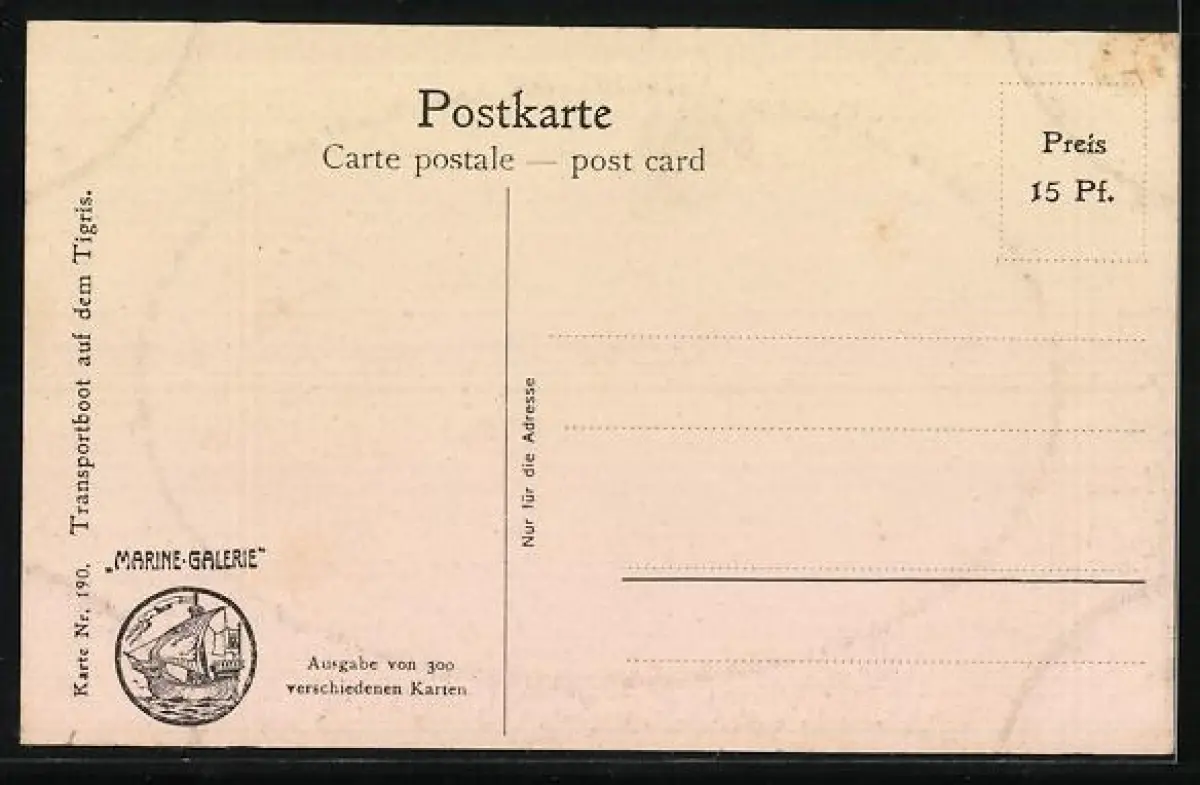 Postkarte
Carte postale — post card
Preis
15 Pf.
Karte Nr. 190. Transportboot auf dem Tigris.
Nur für die Adresse
„MARINE-GALERIE“
Ausgabe von 300
verschiedenen Karten